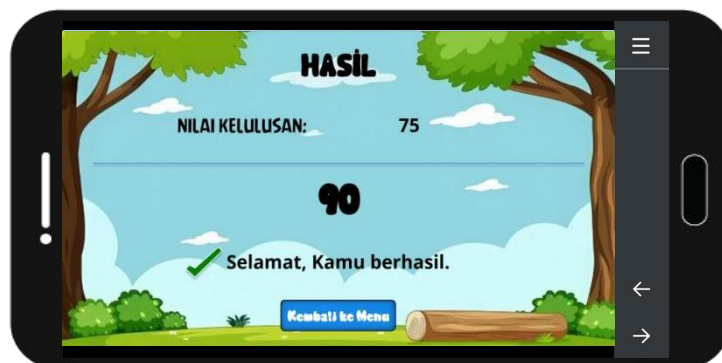 HASIL
NILAI KELULUSAN: 75
90
Selamat, Kamu berhasil.
Kembali ke Menu